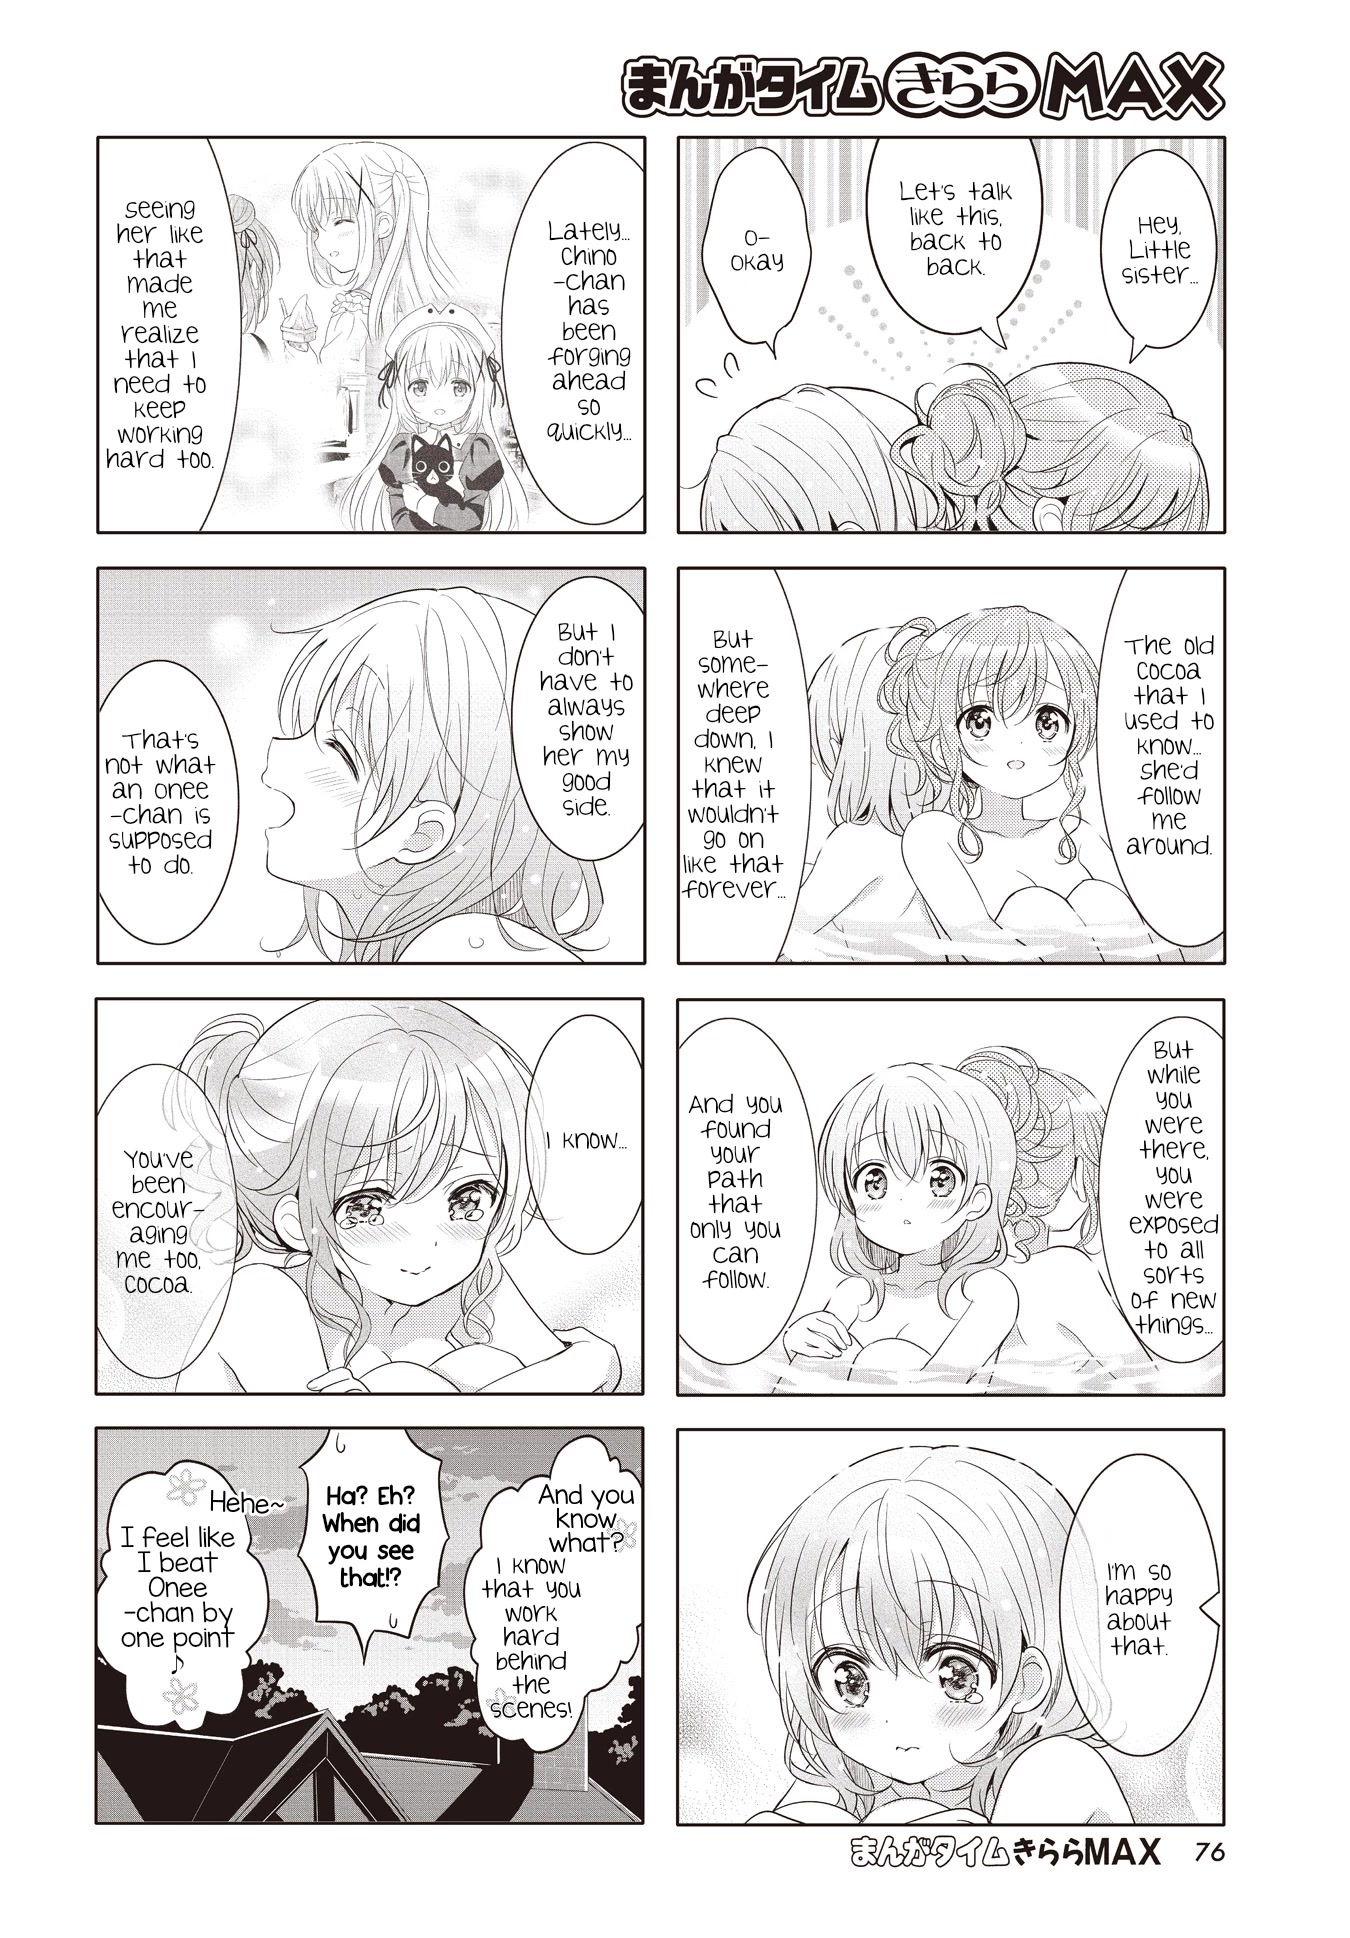 まんがタイムきららMAX
Hey,
Little
sister...
Let's talk
like this,
back to
back.
O-
Okay
The old
Cocoa
that I
used to
know...
She'd
follow
me
around.
But
some-
where
deep
down, I
knew
that it
wouldn't
go on
like that
forever...
But
while
you
were
there,
you
were
exposed
to all
sorts
of new
things...
And you
found
your
path
that
only you
can
follow.
I'm so
happy
about
that.
Lately...
Chino
-chan
has
been
forging
ahead
so
quickly...
Seeing
her like
that
made
me
realize
that I
need to
keep
working
hard too.
But I
don't
have to
always
show
her my
good
side.
That's
not what
an onee
-chan is
supposed
to do.
I know...
You've
been
encour-
aging
me too,
Cocoa.
And you
know
what?
I know
that you
work
hard
behind
the
scenes!
Ha? Eh?
When did
you see
that!?
Hehe~
I feel like
I beat
Onee
-chan by
one point
♪
まんがタイムきららMAX 76